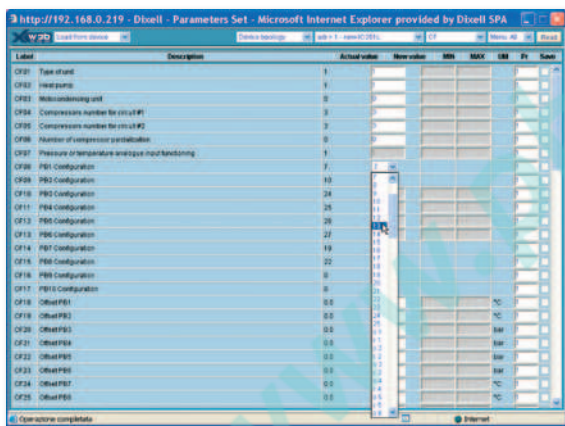 http://192.168.0.219 - Dixell - Parameters Set - Microsoft Internet Explorer provided by Dixell SPA
Xweb Load from device Device topology adr = 1 - new IC 201L CF Menu: All Read
Label Description Actual value New value MIN MAX UM Pr Save
CF01 Type of unit 1
CF02 Heat pump 1
CF03 Motocondensing unit 0
CF04 Compressors number for circuit #1 3
CF05 Compressors number for circuit #2 3
CF06 Number of compressor partialization 0
CF07 Pressure or temperature analogue input functioning 1
CF08 PB1 Configuration 7
CF09 PB2 Configuration 10
CF10 PB3 Configuration 24
CF11 PB4 Configuration 25
CF12 PB5 Configuration 26
CF13 PB6 Configuration 27
CF14 PB7 Configuration 19
CF15 PB8 Configuration 22
CF16 PB9 Configuration 0
CF17 PB10 Configuration 0
CF18 Offset PB1 0.0 °C
CF19 Offset PB2 0.0 °C
CF20 Offset PB3 0.0 bar
CF21 Offset PB4 0.0 bar
CF22 Offset PB5 0.0 bar
CF23 Offset PB6 0.0 bar
CF24 Offset PB7 0.0 °C
CF25 Offset PB8 0.0 °C
Operazione completata Internet